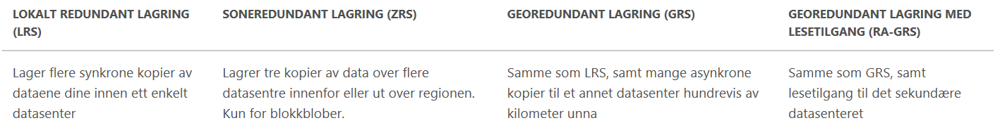 LOKALT REDUNDANT LAGRING
(LRS)
SONEREDUNDANT LAGRING (ZRS)
GEOREDUNDANT LAGRING (GRS)
GEOREDUNDANT LAGRING MED
LESETILGANG (RA-GRS)
Lager flere synkrone kopier av
dataene dine innen ett enkelt
datasenter
Lagrer tre kopier av data over flere
datasentre innenfor eller ut over regionen.
Kun for blokkblober.
Samme som LRS, samt mange asynkrone
kopier til et annet datasenter hundrevis av
kilometer unna
Samme som GRS, samt
lesetilgang til det sekundære
datasenteret